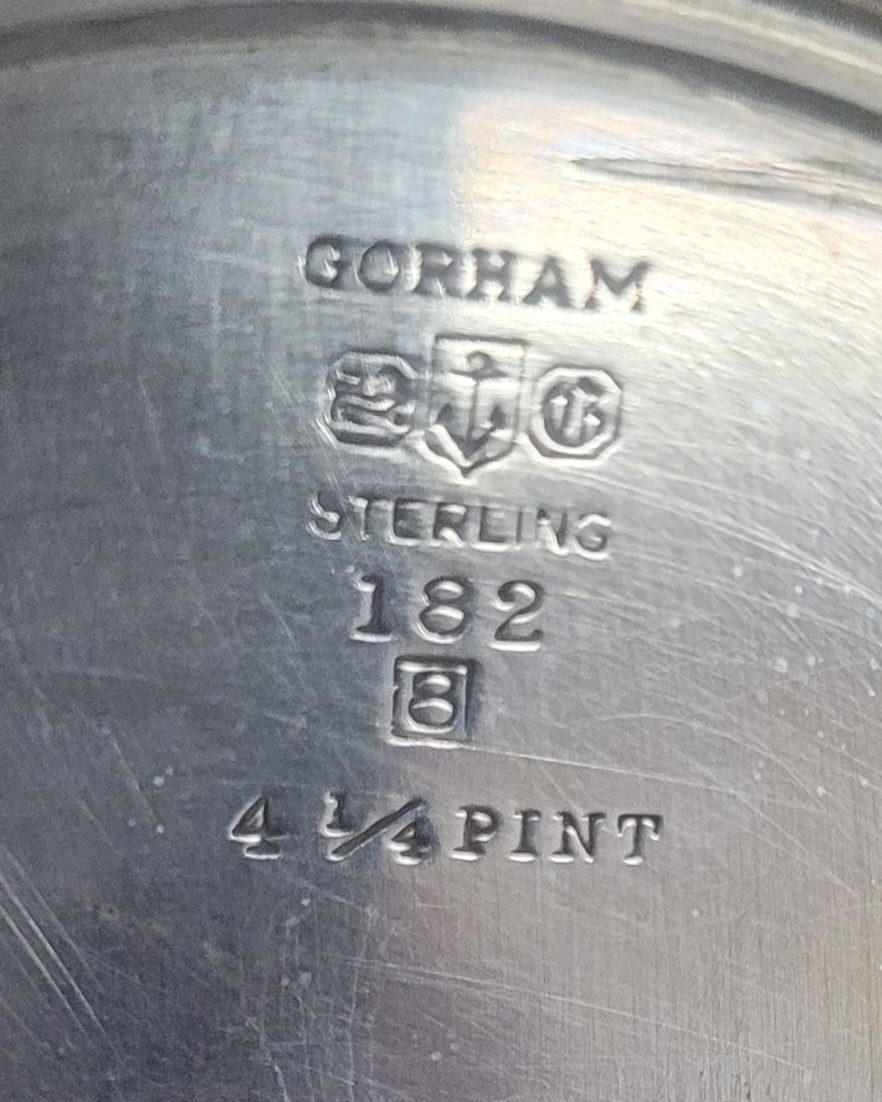 GORHAM
G
STERLING
182
8
4 1/4 PINT